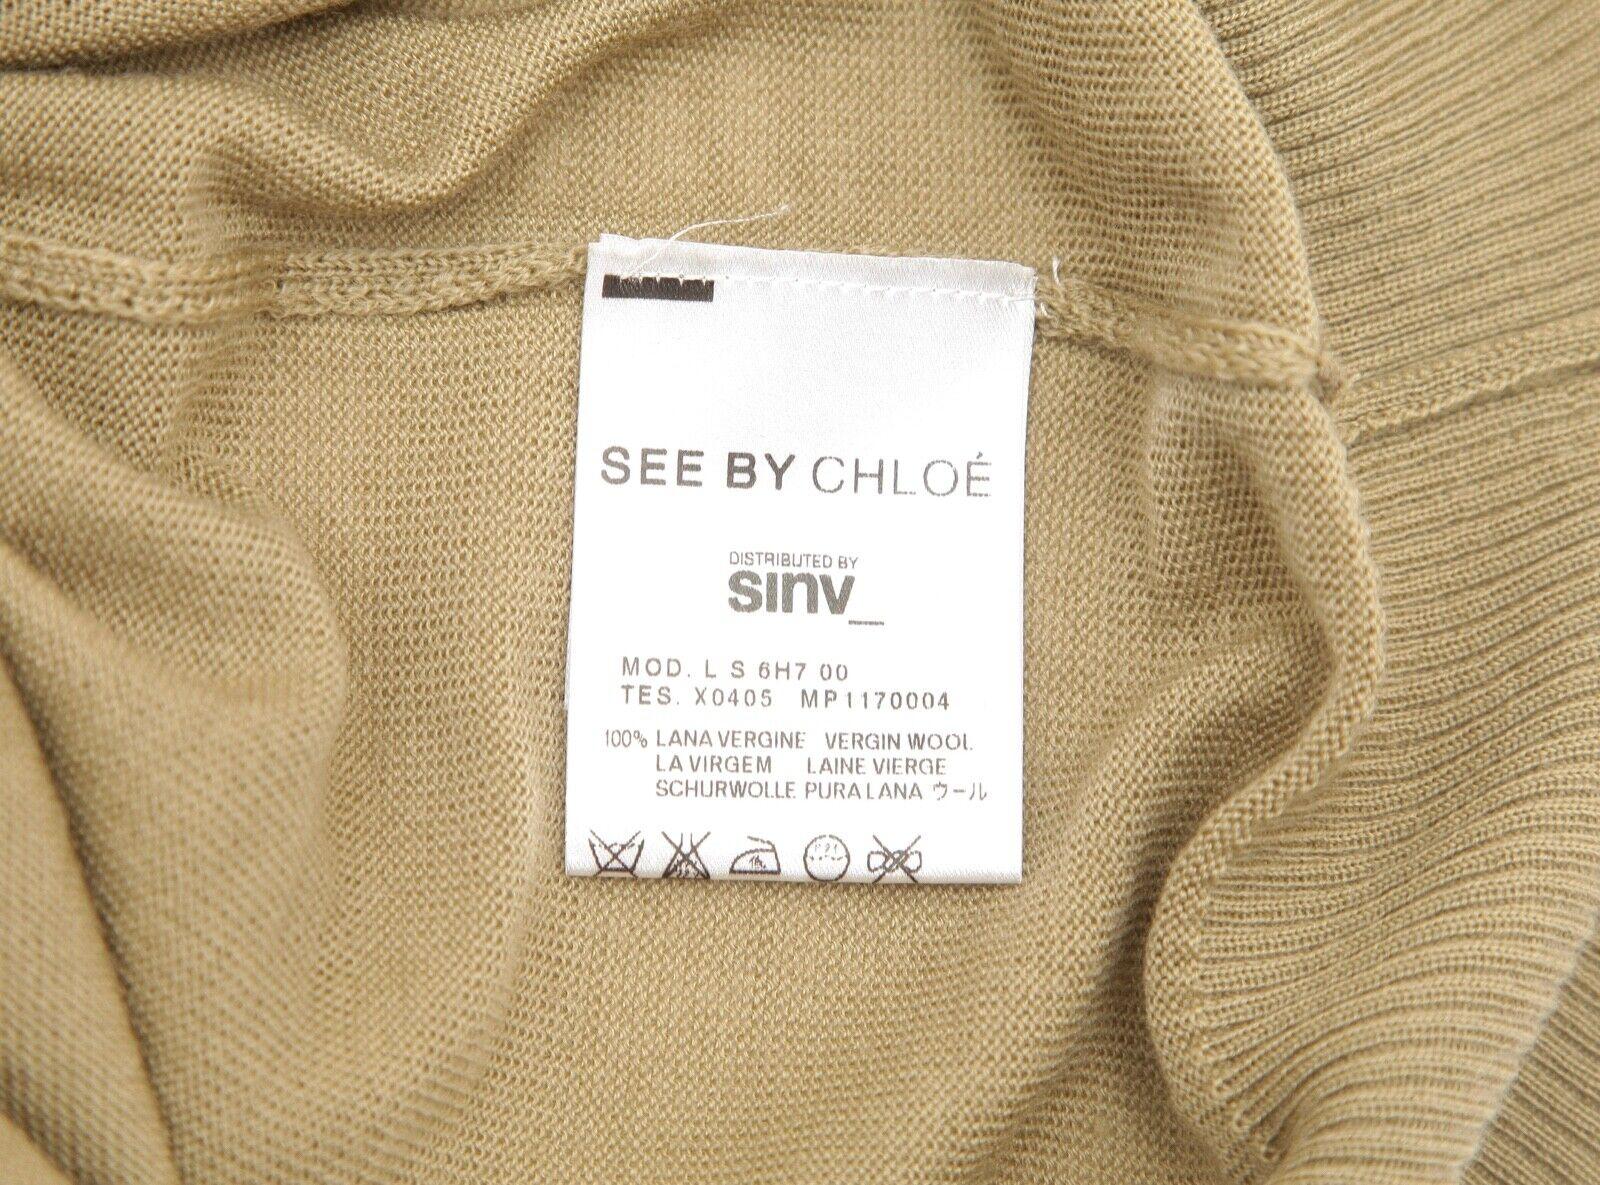 SEE BY CHLOÉ
DISTRIBUTED BY
sınv_
MOD. L S 6H7 00
TES. X0405 MP1170004
100% LANA VERGINE VERGIN WOOL
LA VIRGEM LAINE VIERGE
SCHURWOLLE PURA LANA ウール